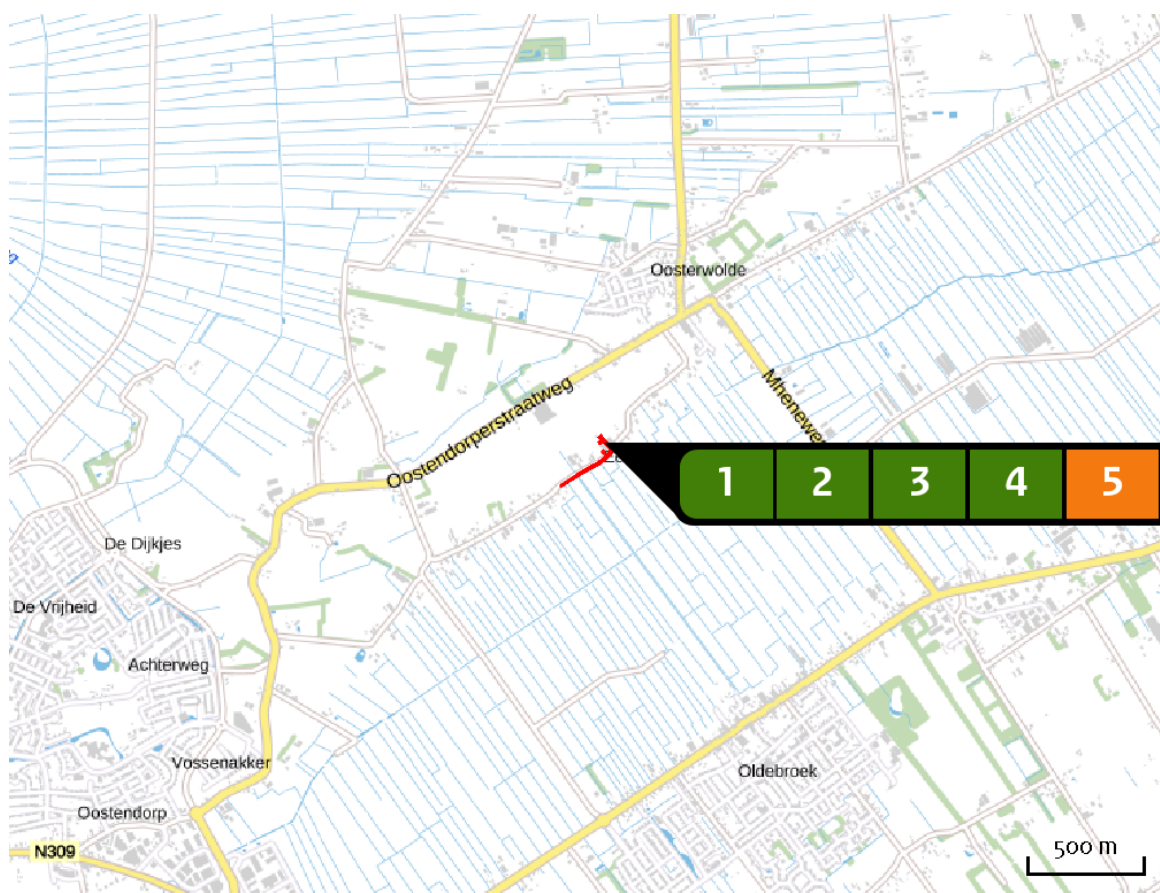 Oosterwolde
Mheneweg
Oostendorperstraatweg
1 2 3 4 5
De Dijkjes
De Vrijheid
Achterweg
Vossenakker
Oldebroek
Oostendorp
N309
500 m